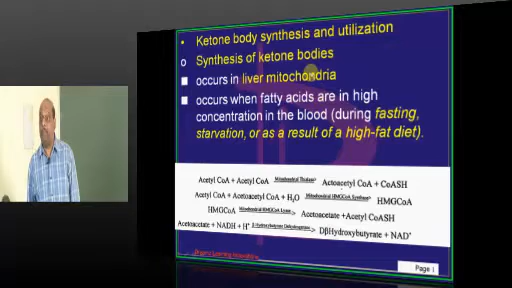 • Ketone body synthesis and utilization
o Synthesis of ketone bodies
■ occurs in liver mitochondria
■ occurs when fatty acids are in high
concentration in the blood (during fasting,
starvation, or as a result of a high-fat diet).
Acetyl CoA + Acetyl CoA Mitochondrial Thiolase> Actoacetyl CoA + CoASH
Acetyl CoA + Acetoacetyl CoA + H₂O Mitochondrial HMGCoA Synthase> HMGCoA
HMGCoA Mitochondrial HMGCoA Lyase> Acetoacetate +Acetyl CoASH
Acetoacetate + NADH + H⁺ β Hydroxybutyrate Dehydrogenase> DβHydroxybutyrate + NAD⁺
Page 1